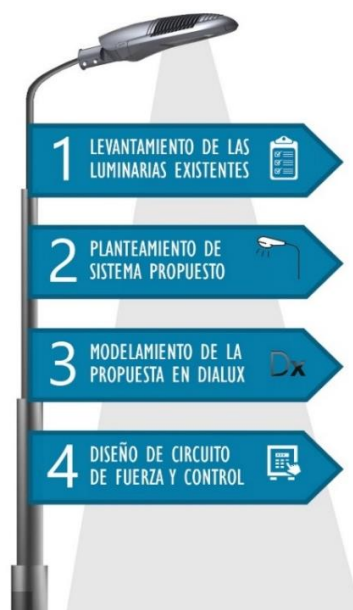 1 LEVANTAMIENTO DE LAS
LUMINARIAS EXISTENTES
2 PLANTEAMIENTO DE
SISTEMA PROPUESTO
3 MODELAMIENTO DE LA
PROPUESTA EN DIALUX
Dx
4 DISEÑO DE CIRCUITO
DE FUERZA Y CONTROL